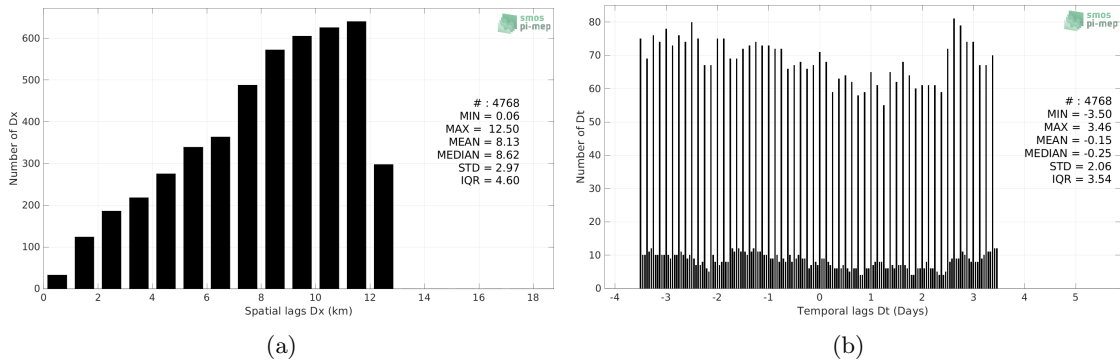 smos
pi-mep
700
600
500
400
300
200
100
0
Number of Dx
# : 4768
MIN = 0.06
MAX = 12.50
MEAN = 8.13
MEDIAN = 8.62
STD = 2.97
IQR = 4.60
0 2 4 6 8 10 12 14 16 18
Spatial lags Dx (km)
(a)
smos
pi-mep
80
70
60
50
40
30
20
10
0
Number of Dt
# : 4768
MIN = -3.50
MAX = 3.46
MEAN = -0.15
MEDIAN = -0.25
STD = 2.06
IQR = 3.54
-4 -3 -2 -1 0 1 2 3 4 5
Temporal lags Dt (Days)
(b)